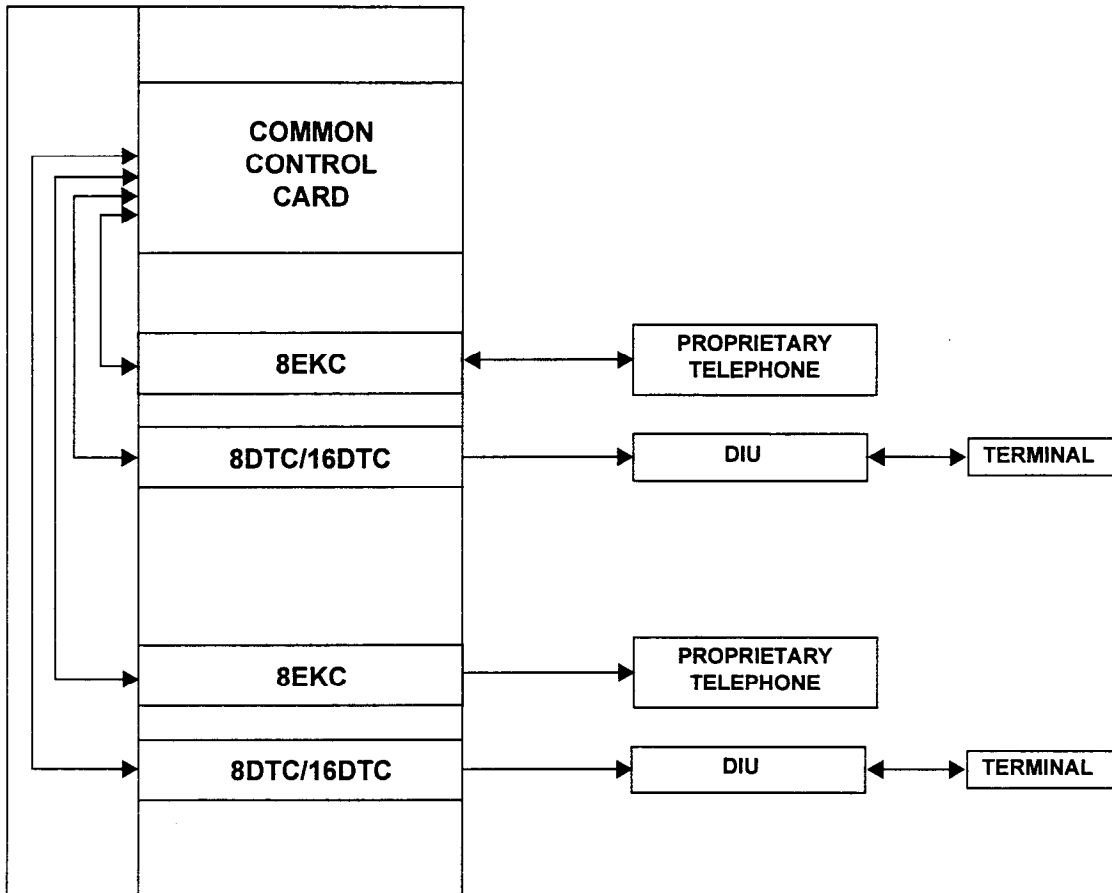 COMMON
CONTROL
CARD
8EKC
PROPRIETARY
TELEPHONE
8DTC/16DTC
DIU
TERMINAL
8EKC
PROPRIETARY
TELEPHONE
8DTC/16DTC
DIU
TERMINAL